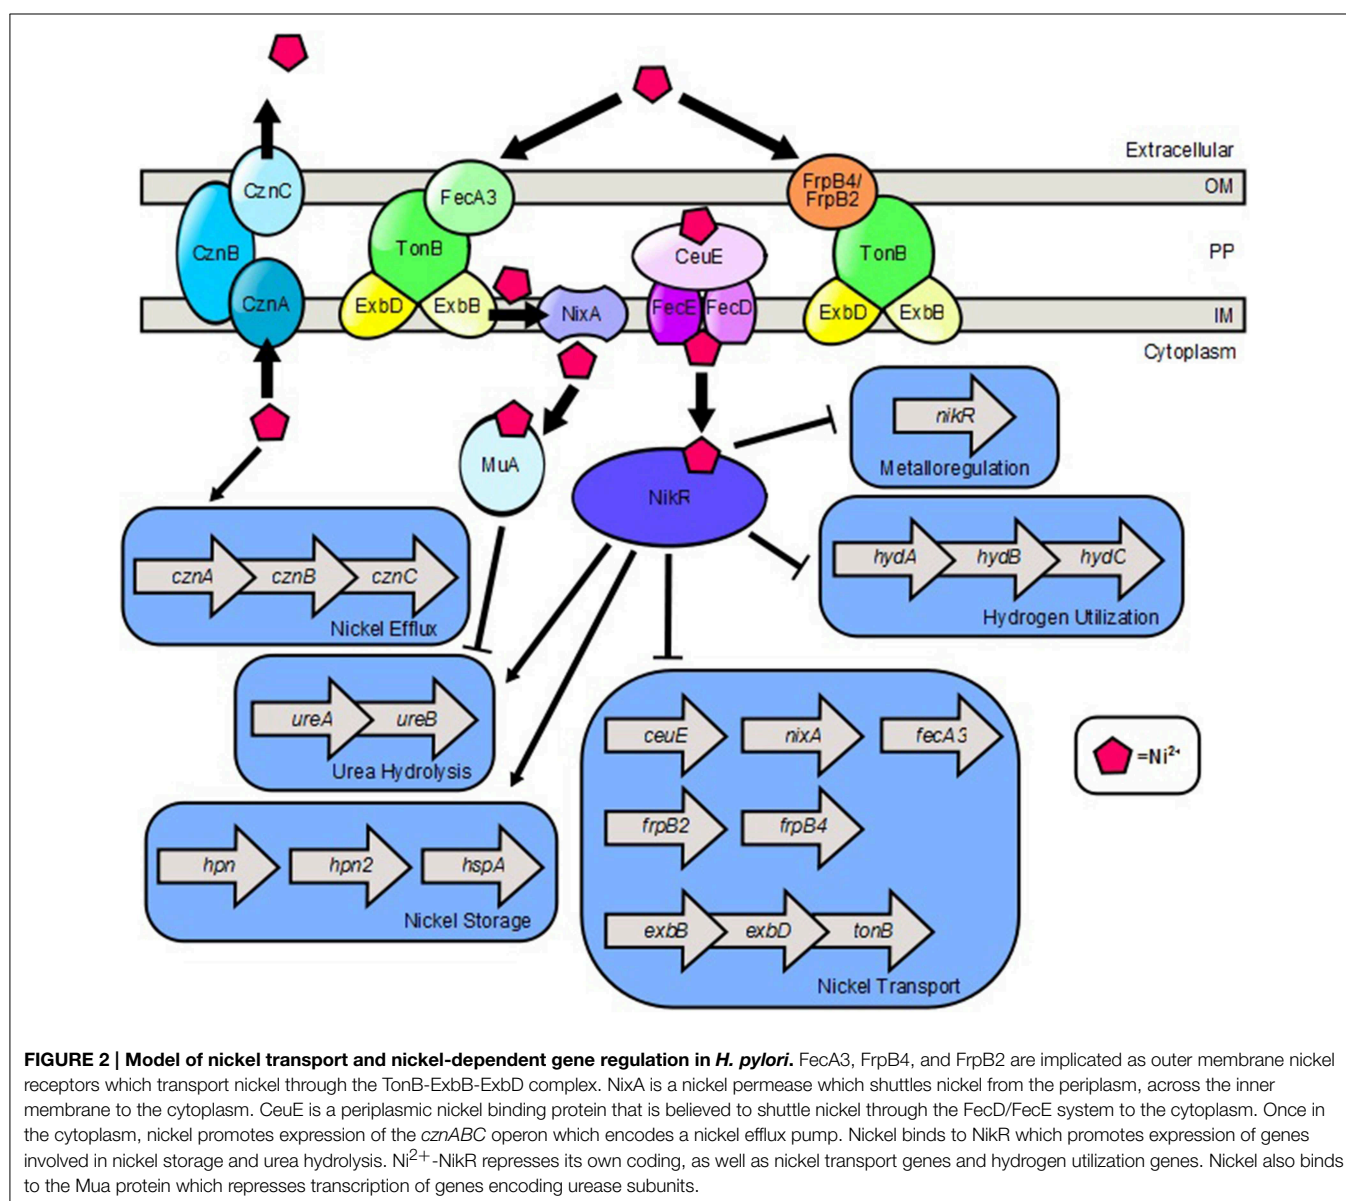 Extracellular
CznC
OM
FecA3
FrpB4/
FrpB2
CznB
TonB
CeuE
TonB
PP
CznA
ExbD
ExbB
NixA
FecE
FecD
ExbD
ExbB
IM
Cytoplasm
nikR
Metalloregulation
MuA
NikR
cznA
cznB
cznC
Nickel Efflux
hydA
hydB
hydC
Hydrogen Utilization
ureA
ureB
Urea Hydrolysis
ceuE
nixA
fecA3
=Ni²⁺
frpB2
frpB4
hpn
hpn2
hspA
Nickel Storage
exbB
exbD
tonB
Nickel Transport
FIGURE 2 | Model of nickel transport and nickel-dependent gene regulation in H. pylori. FecA3, FrpB4, and FrpB2 are implicated as outer membrane nickel
receptors which transport nickel through the TonB-ExbB-ExbD complex. NixA is a nickel permease which shuttles nickel from the periplasm, across the inner
membrane to the cytoplasm. CeuE is a periplasmic nickel binding protein that is believed to shuttle nickel through the FecD/FecE system to the cytoplasm. Once in
the cytoplasm, nickel promotes expression of the cznABC operon which encodes a nickel efflux pump. Nickel binds to NikR which promotes expression of genes
involved in nickel storage and urea hydrolysis. Ni²⁺-NikR represses its own coding, as well as nickel transport genes and hydrogen utilization genes. Nickel also binds
to the Mua protein which represses transcription of genes encoding urease subunits.